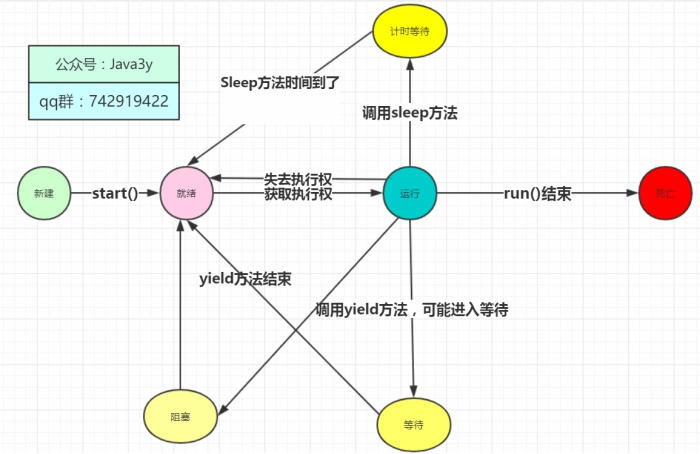 计时等待
公众号：Java3y
qq群：742919422
Sleep方法时间到了
调用sleep方法
新建
start()
就绪
失去执行权
获取执行权
运行
run()结束
死亡
yield方法结束
调用yield方法，可能进入等待
阻塞
等待